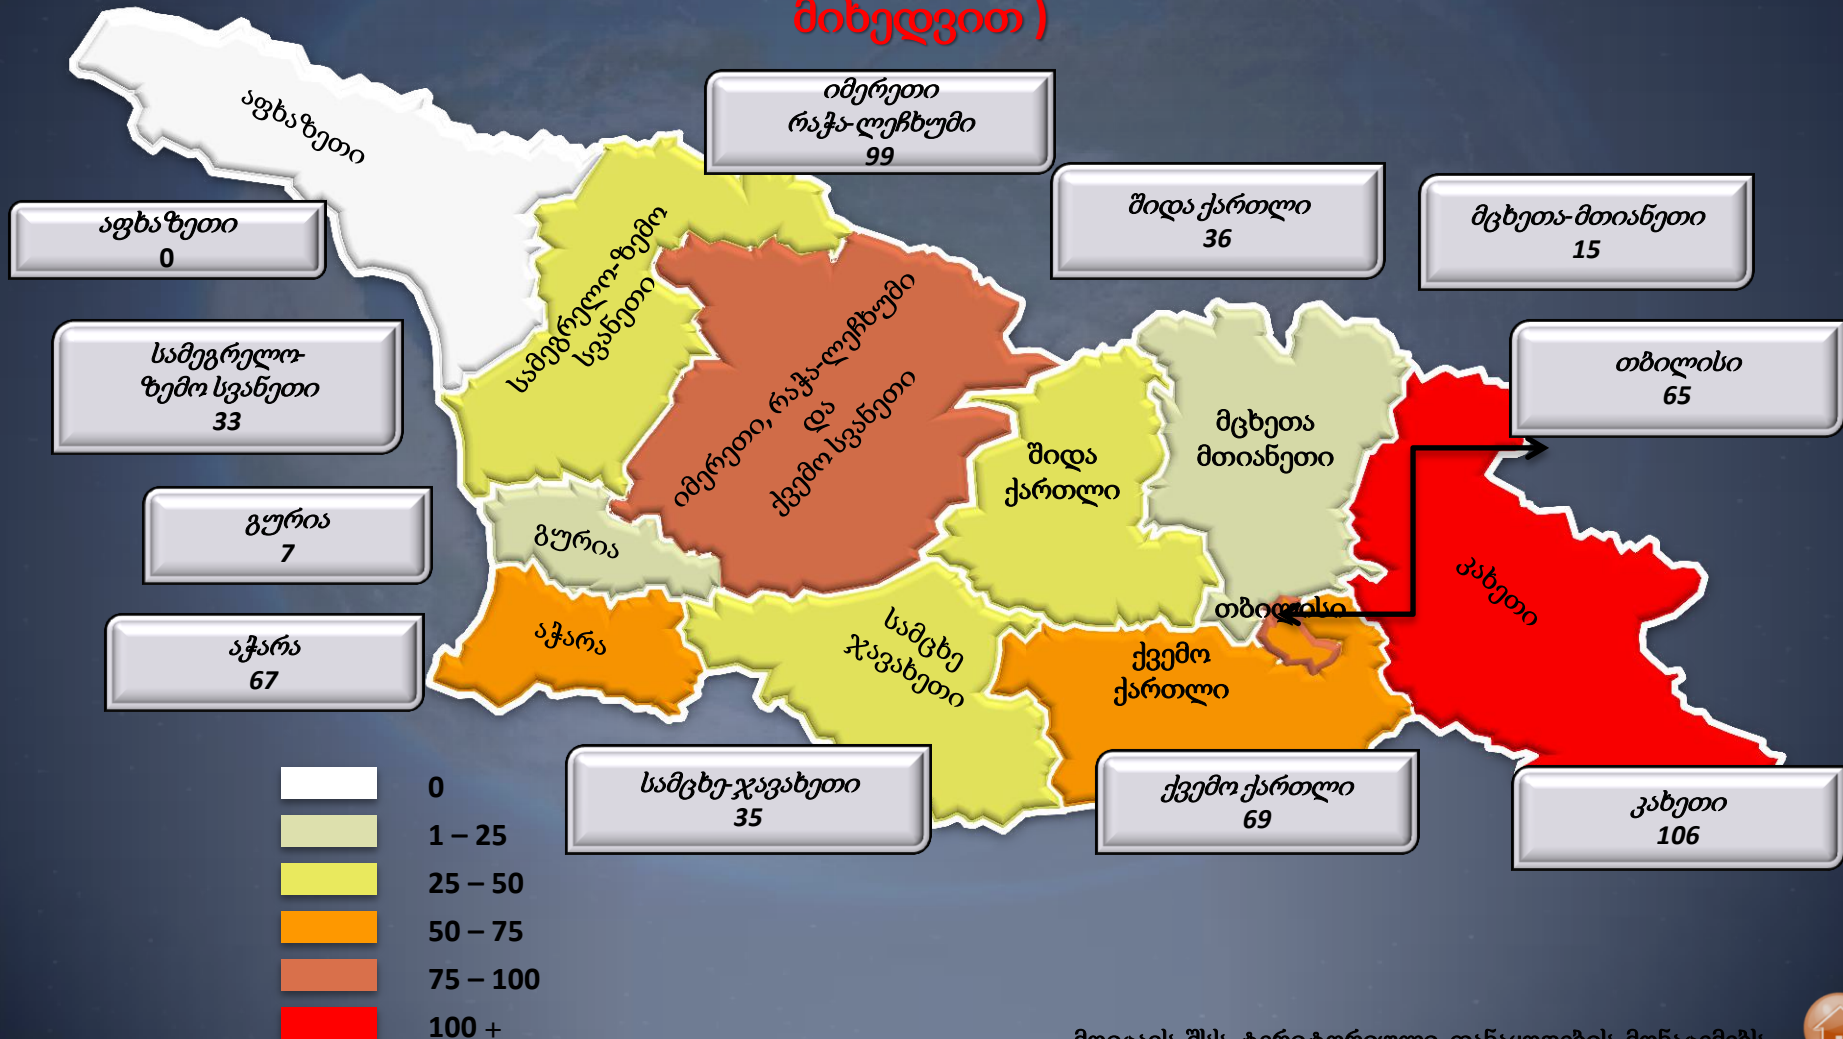 მიხედვით )
იმერეთი
რაჭა-ლეჩხუმი
99
აფხაზეთი
შიდა ქართლი
36
მცხეთა-მთიანეთი
15
აფხაზეთი
0
სამეგრელო-ზემო
სვანეთი
სამეგრელო-
ზემო სვანეთი
33
იმერეთი, რაჭა-ლეჩხუმი
და
ქვემო სვანეთი
თბილისი
65
მცხეთა
მთიანეთი
შიდა
ქართლი
გურია
7
გურია
კახეთი
თბილისი
აჭარა
67
აჭარა
სამცხე
ჯავახეთი
ქვემო
ქართლი
სამცხე-ჯავახეთი
35
ქვემო ქართლი
69
კახეთი
106
0
1 – 25
25 – 50
50 – 75
75 – 100
100 +